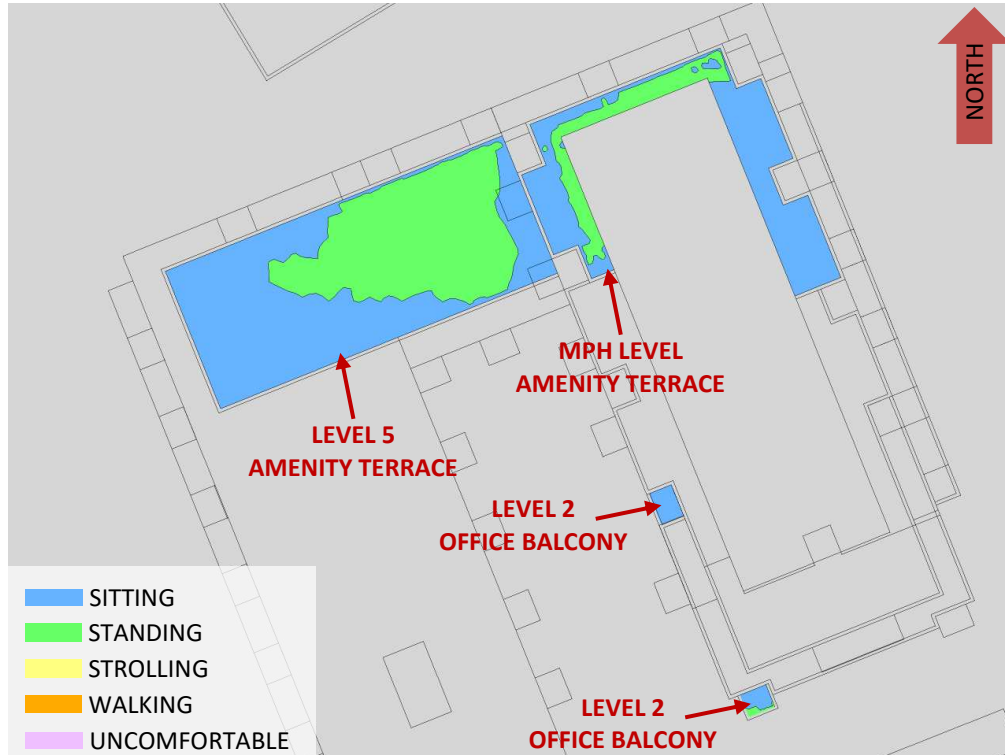 NORTH
MPH LEVEL
AMENITY TERRACE
LEVEL 5
AMENITY TERRACE
LEVEL 2
OFFICE BALCONY
LEVEL 2
OFFICE BALCONY
SITTING
STANDING
STROLLING
WALKING
UNCOMFORTABLE